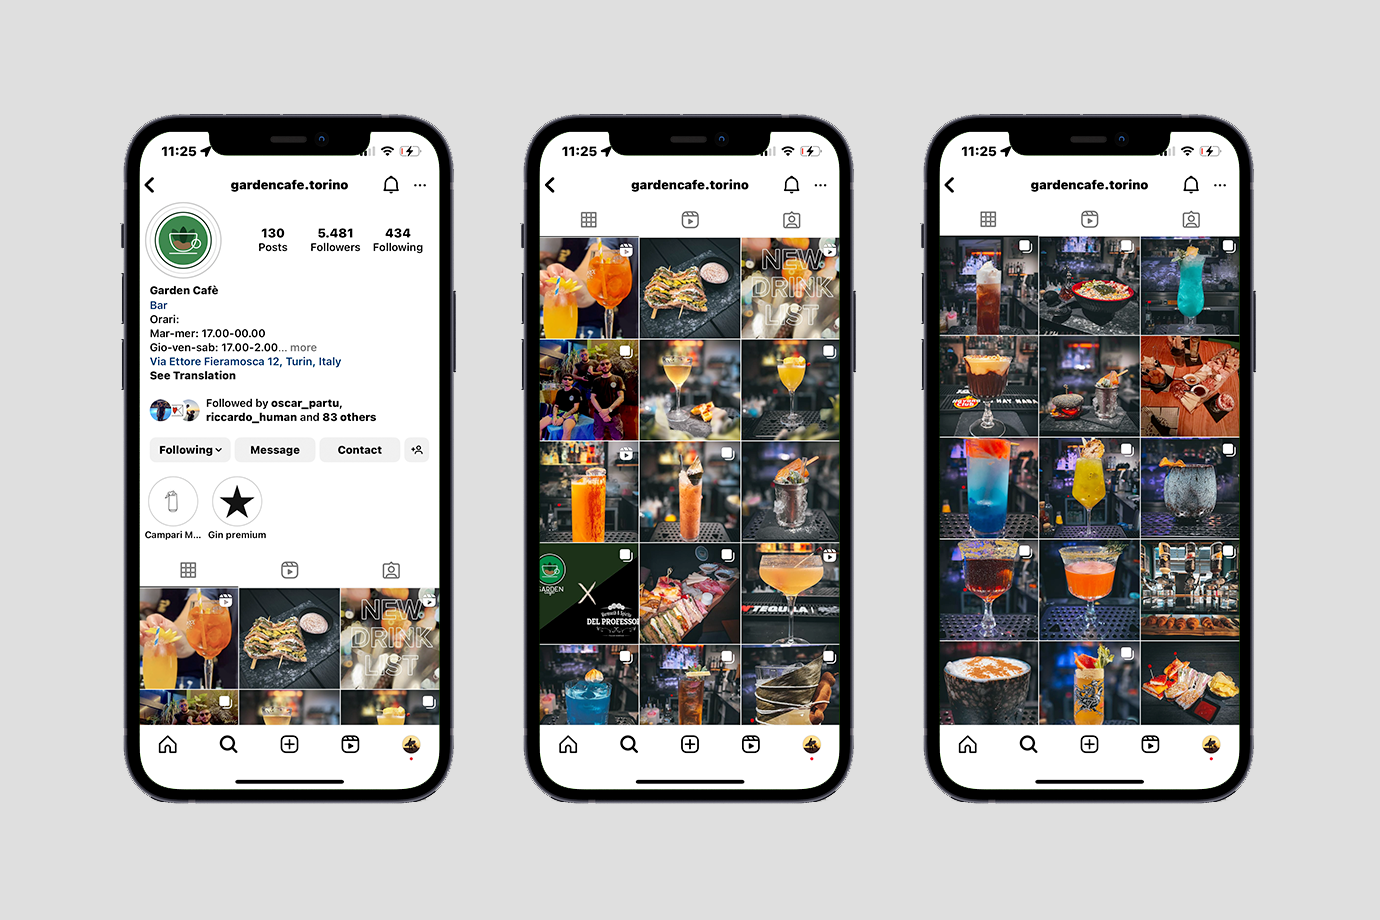 11:25
gardencafe.torino
130
5.481
434
Posts
Followers
Following
Garden Cafè
Bar
Orari:
Mar-mer: 17.00-00.00
Gio-ven-sab: 17.00-2.00... more
Via Ettore Fieramosca 12, Turin, Italy
See Translation
Followed by oscar_partu,
riccardo_human and 83 others
Following
Message
Contact
Campari M...
Gin premium
NEW
DRINK
LIST
11:25
gardencafe.torino
NEW
DRINK
LIST
GARDEN
X
DEL PROFESSOR
TEQUILA
11:25
gardencafe.torino